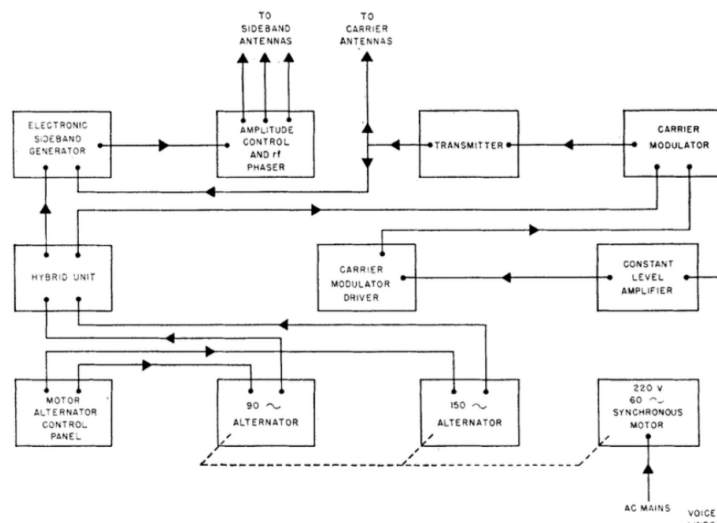 TO
SIDEBAND
ANTENNAS
TO
CARRIER
ANTENNAS
ELECTRONIC
SIDEBAND
GENERATOR
AMPLITUDE
CONTROL
AND rf
PHASER
TRANSMITTER
CARRIER
MODULATOR
HYBRID UNIT
CARRIER
MODULATOR
DRIVER
CONSTANT
LEVEL
AMPLIFIER
MOTOR
ALTERNATOR
CONTROL
PANEL
90 ~
ALTERNATOR
150 ~
ALTERNATOR
220 V
60 ~
SYNCHRONOUS
MOTOR
AC MAINS
VOICE